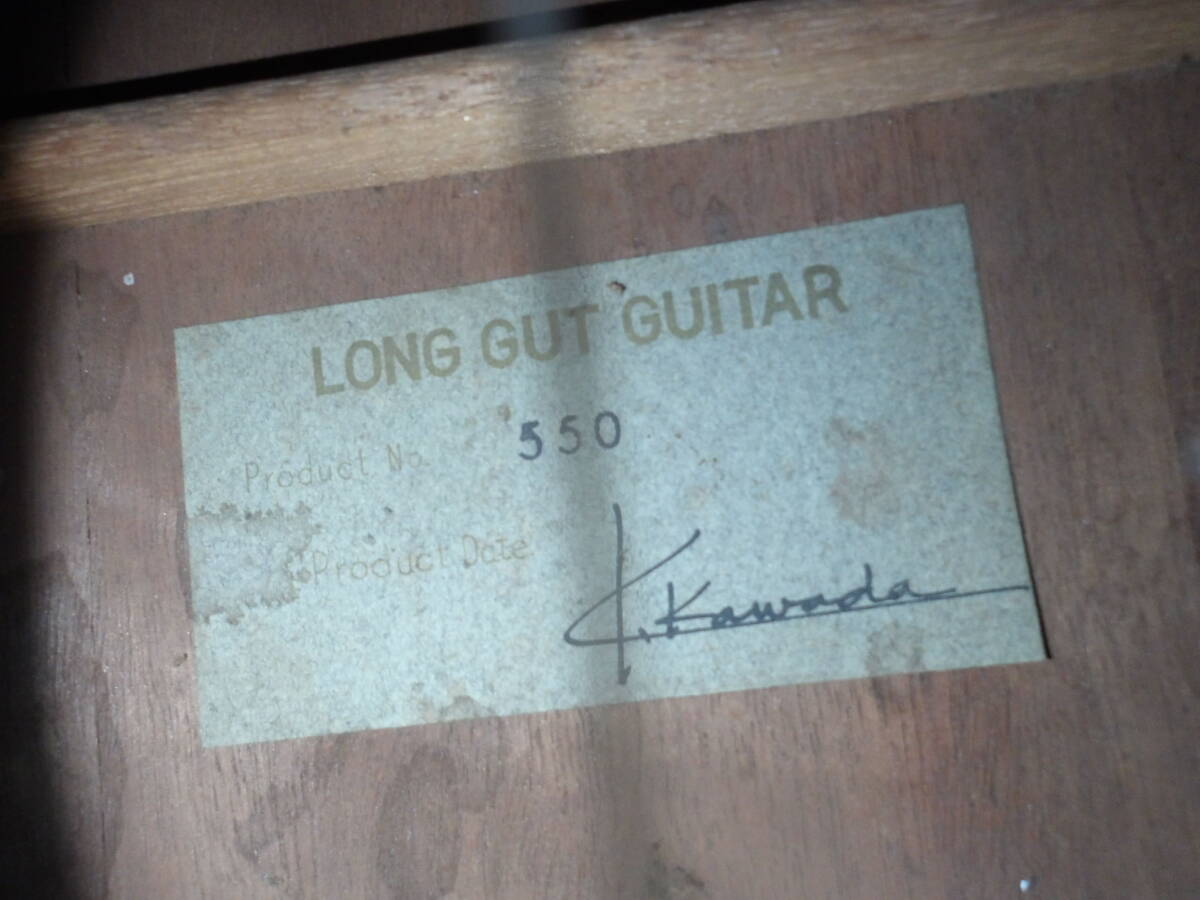 LONG GUT GUITAR
Product No. 550
Product Date
K. Kawada